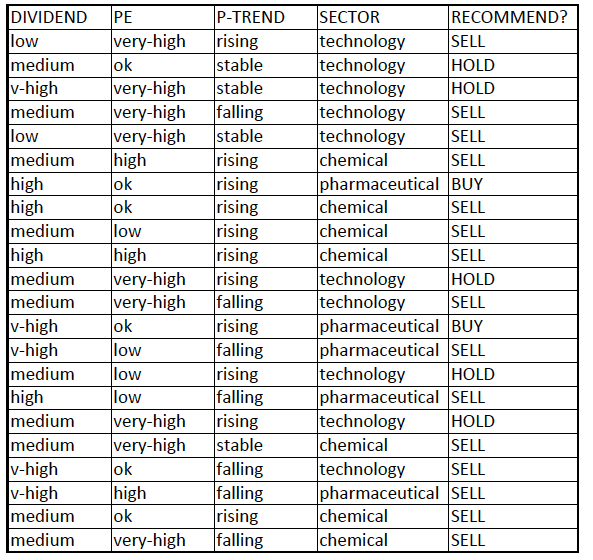 DIVIDEND PE P-TREND SECTOR RECOMMEND?
low very-high rising technology SELL
medium ok stable technology HOLD
v-high very-high stable technology HOLD
medium very-high falling technology SELL
low very-high stable technology SELL
medium high rising chemical SELL
high ok rising pharmaceutical BUY
high ok rising chemical SELL
medium low rising chemical SELL
high high rising chemical SELL
medium very-high rising technology HOLD
medium very-high falling technology SELL
v-high ok rising pharmaceutical BUY
v-high low falling pharmaceutical SELL
medium low rising technology HOLD
high low falling pharmaceutical SELL
medium very-high rising technology HOLD
medium very-high stable chemical SELL
v-high ok falling technology SELL
v-high high falling pharmaceutical SELL
medium ok rising chemical SELL
medium very-high falling chemical SELL